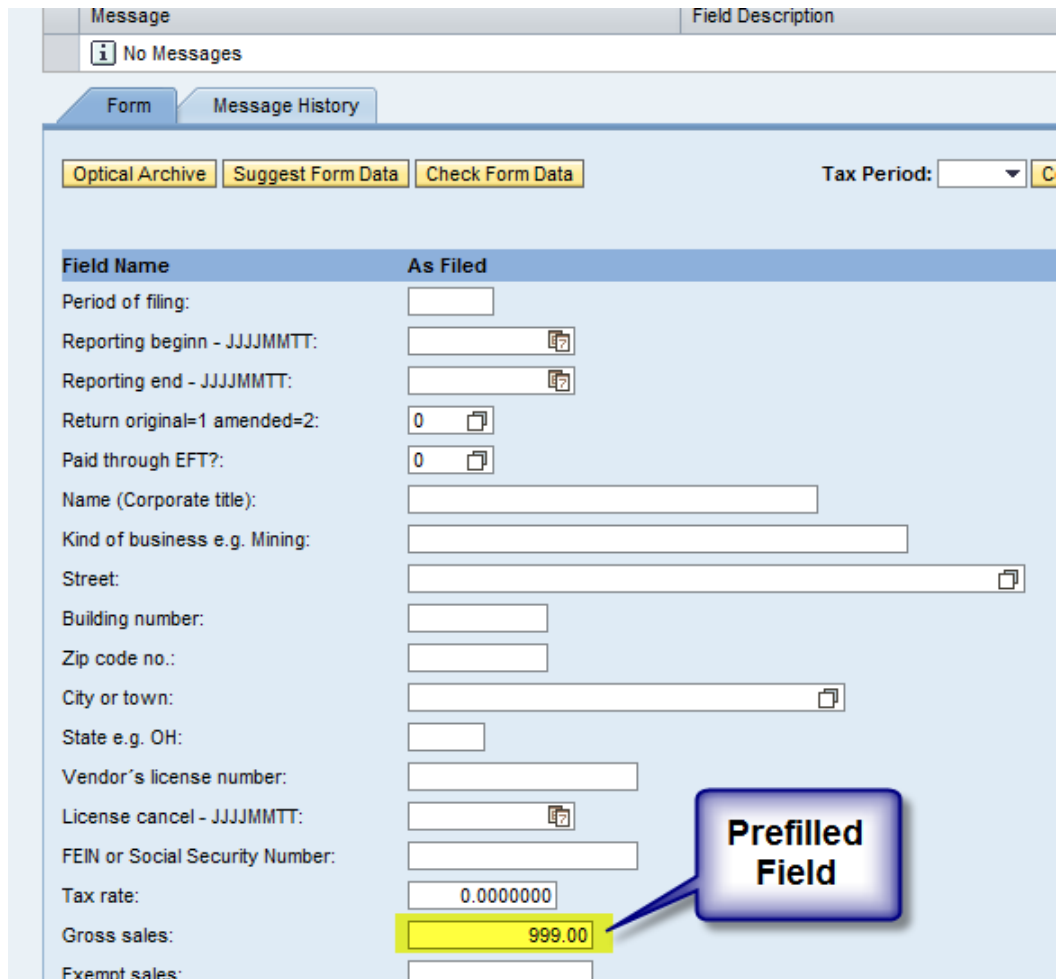 Message Field Description
No Messages
Form Message History
Optical Archive Suggest Form Data Check Form Data Tax Period:
Field Name As Filed
Period of filing:
Reporting beginn - JJJJMMTT:
Reporting end - JJJJMMTT:
Return original=1 amended=2: 0
Paid through EFT?: 0
Name (Corporate title):
Kind of business e.g. Mining:
Street:
Building number:
Zip code no.:
City or town:
State e.g. OH:
Vendor´s license number:
License cancel - JJJJMMTT:
FEIN or Social Security Number:
Prefilled
Field
Tax rate: 0.0000000
Gross sales: 999.00
Exempt sales: